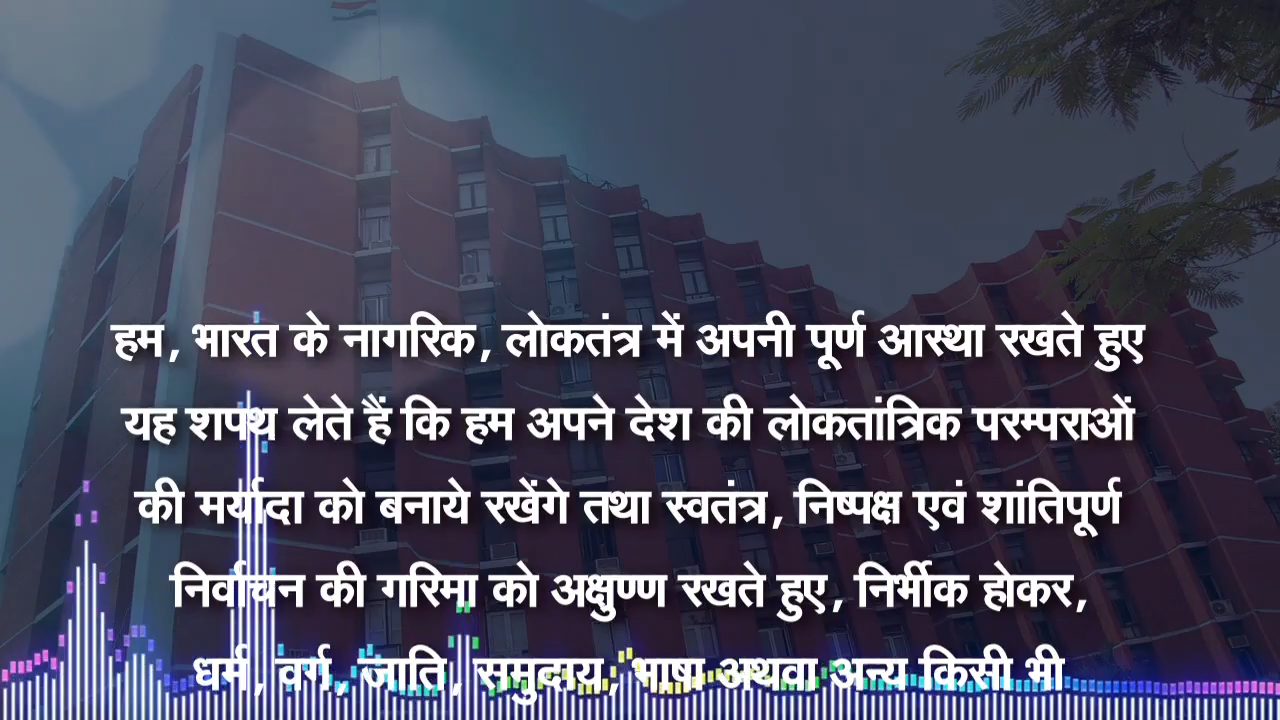 हम, भारत के नागरिक, लोकतंत्र में अपनी पूर्ण आस्था रखते हुए
यह शपथ लेते हैं कि हम अपने देश की लोकतांत्रिक परम्पराओं
की मर्यादा को बनाये रखेंगे तथा स्वतंत्र, निष्पक्ष एवं शांतिपूर्ण
निर्वाचन की गरिमा को अक्षुण्ण रखते हुए, निर्भीक होकर,
धर्म, वर्ग, जाति, समुदाय, भाषा अथवा अन्य किसी भी